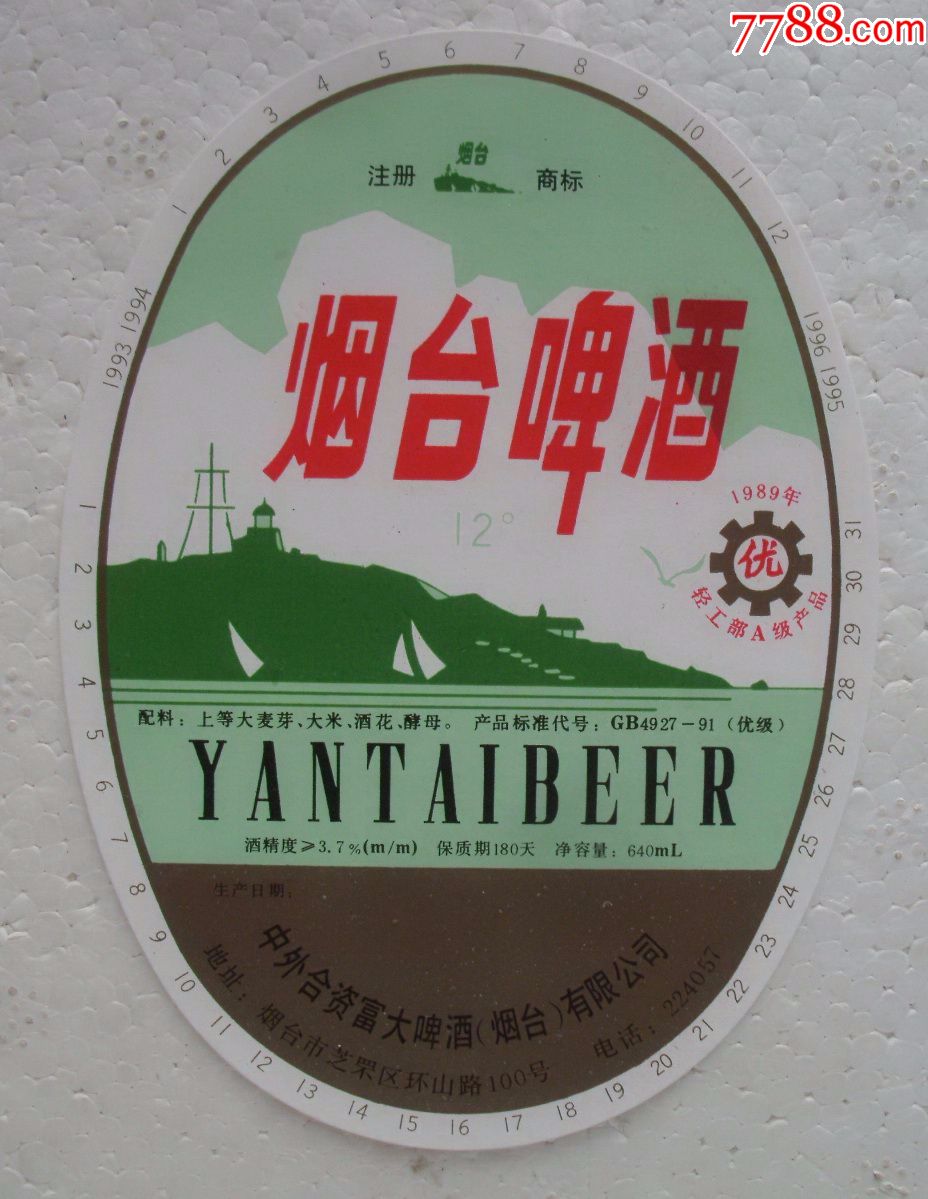 7788.com
1 2 3 4 5 6 7 8 9 10 11 12
1993 1994
1996 1995
烟台
注册 商标
烟台啤酒
12°
1989年
优
轻工部A级产品
配料：上等大麦芽、大米、酒花、酵母。 产品标准代号：GB4927-91（优级）
YANTAIBEER
酒精度≥3.7%(m/m) 保质期180天 净容量：640mL
生产日期：
中外合资富大啤酒(烟台)有限公司
地址：烟台市芝罘区环山路100号 电话：224057
1 2 3 4 5 6 7 8 9 10 11 12 13 14 15 16 17 18 19 20 21 22 23 24 25 26 27 28 29 30 31